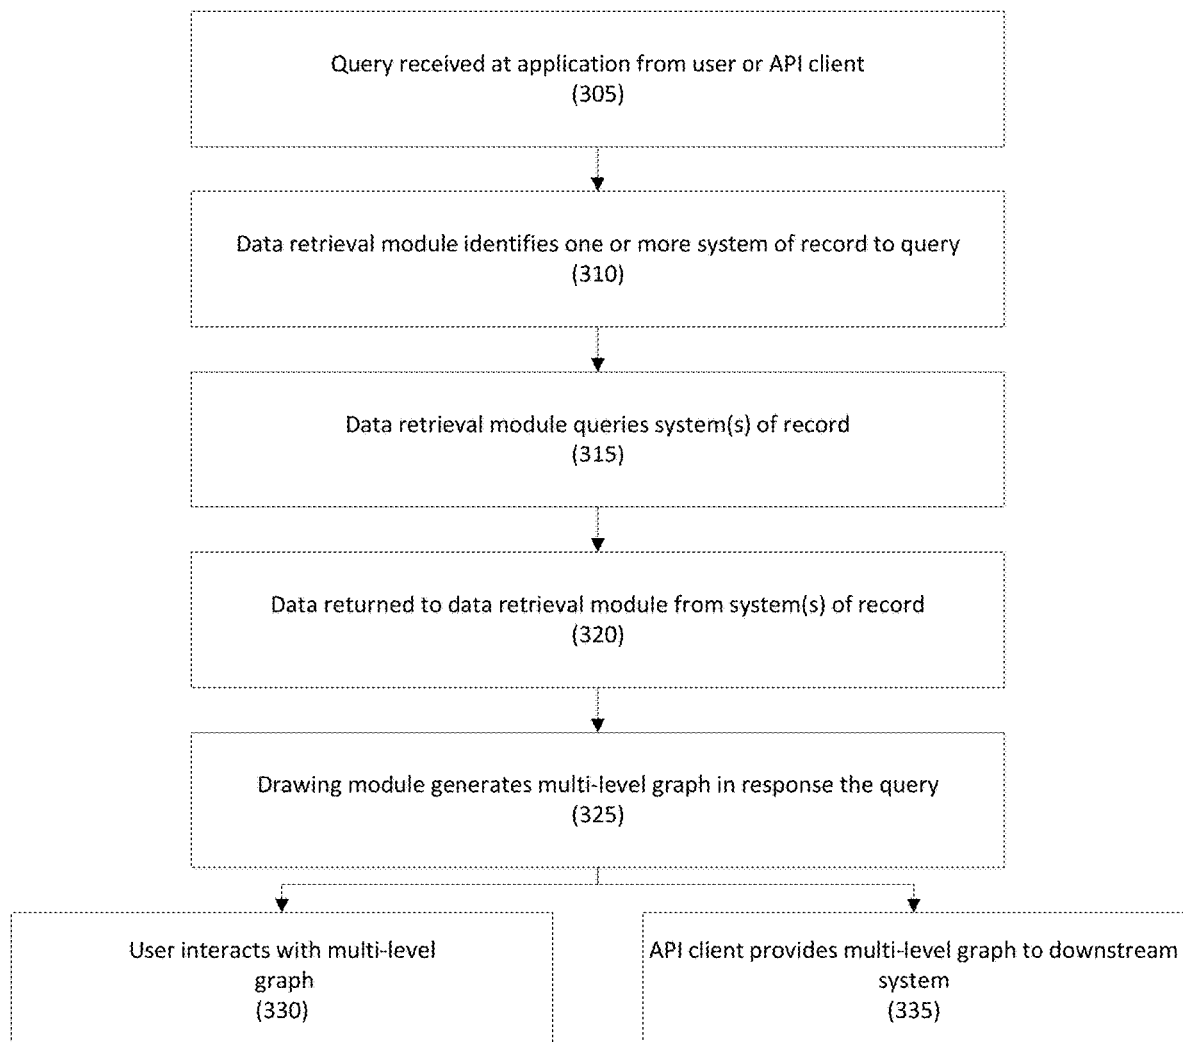 Query received at application from user or API client
(305)
Data retrieval module identifies one or more system of record to query
(310)
Data retrieval module queries system(s) of record
(315)
Data returned to data retrieval module from system(s) of record
(320)
Drawing module generates multi-level graph in response the query
(325)
User interacts with multi-level
graph
(330)
API client provides multi-level graph to downstream
system
(335)